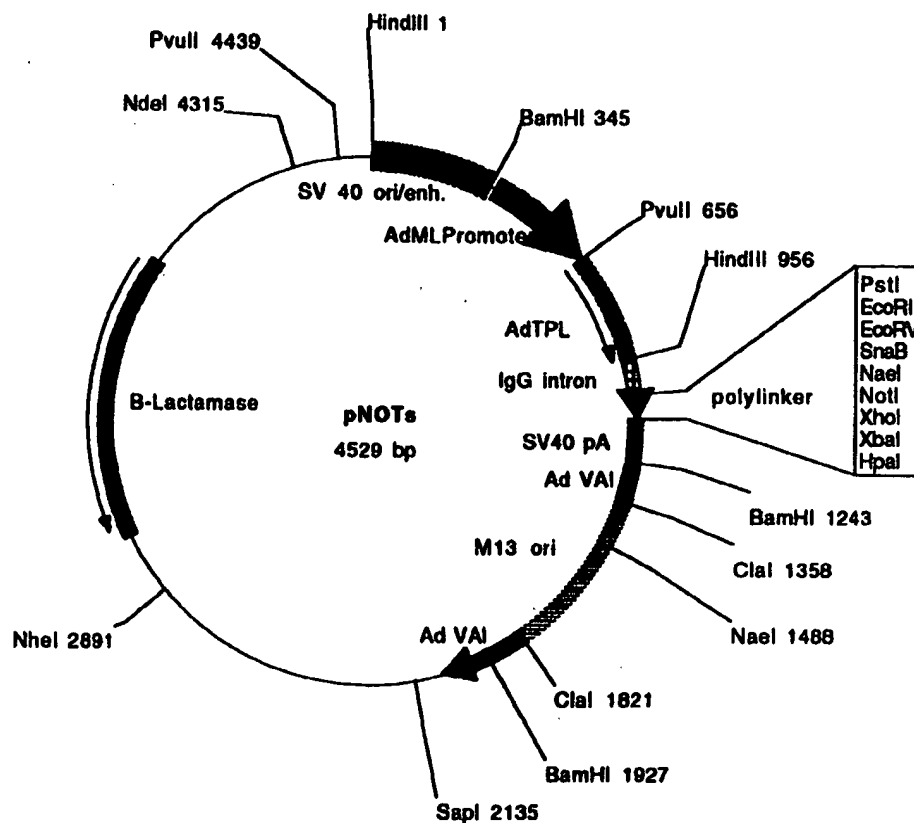 HindIII 1
PvuII 4439
NdeI 4315
BamHI 345
SV 40 ori/enh.
AdMLPromoter
PvuII 656
HindIII 956
PstI
EcoRI
EcoRV
SnaB
NaeI
NotI
XhoI
XbaI
HpaI
AdTPL
IgG intron
polylinker
B-Lactamase
pNOTs
4529 bp
SV40 pA
Ad VAI
BamHI 1243
M13 ori
ClaI 1358
NaeI 1488
NheI 2891
Ad VAI
ClaI 1821
BamHI 1927
SapI 2135